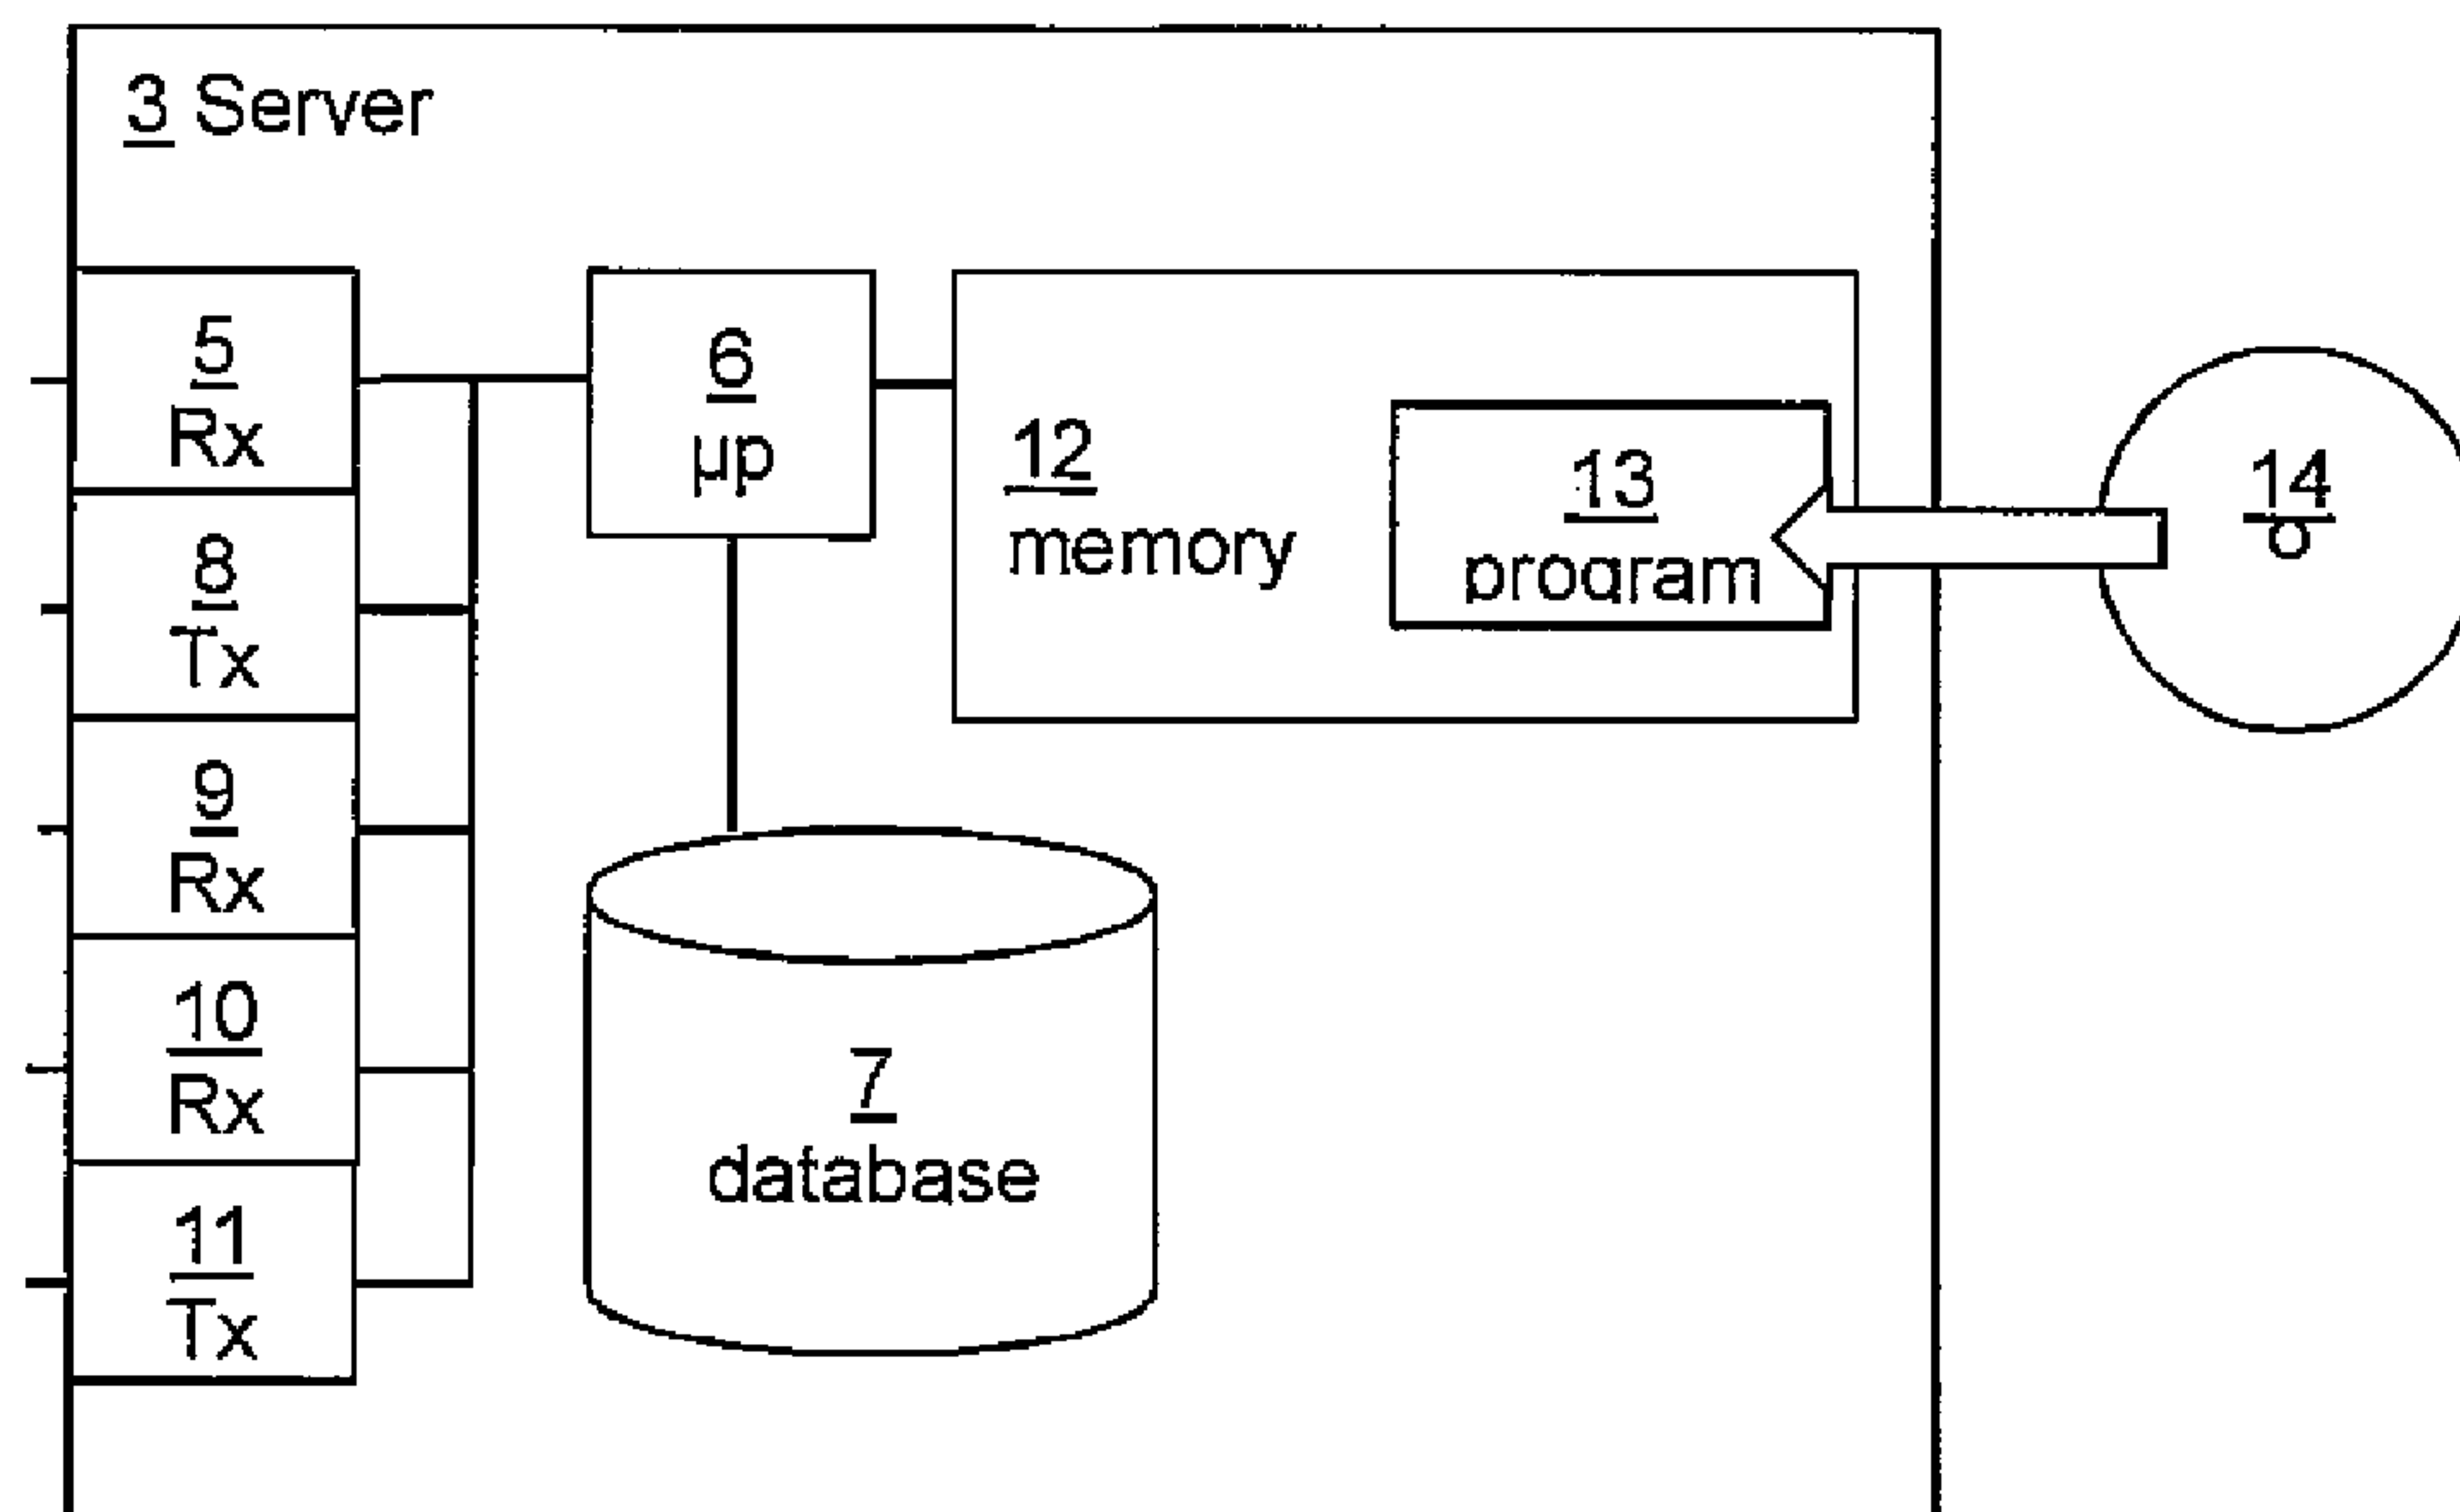 3 Server
5
Rx
6
µp
12
memory
13
program
14
8
Tx
9
Rx
10
Rx
7
database
11
Tx